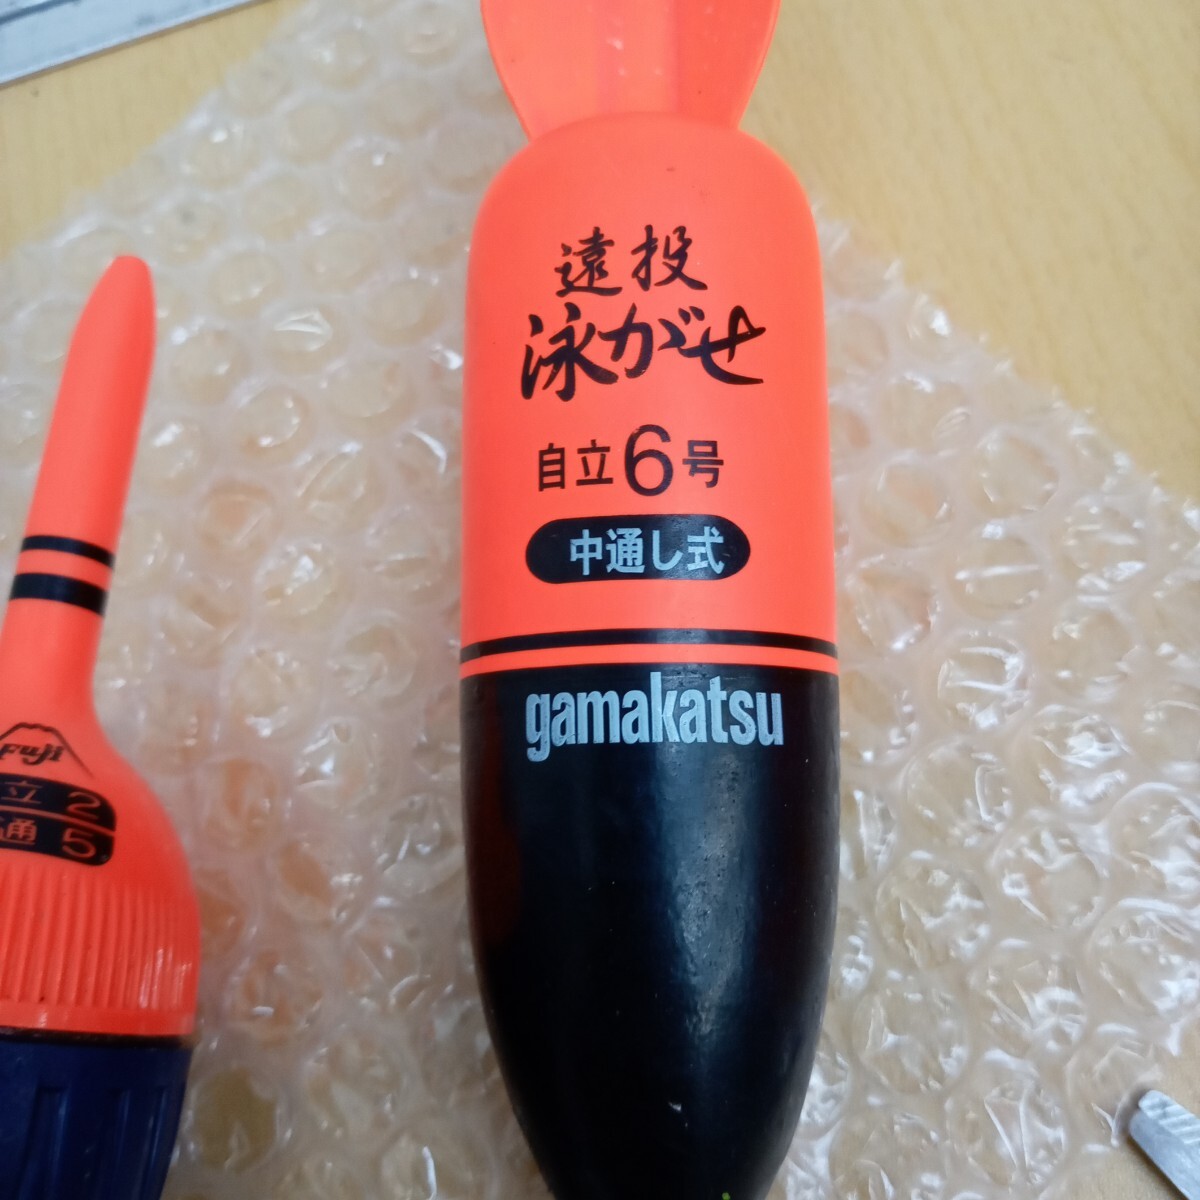 遠投
泳がせ
自立6号
中通し式
gamakatsu
Fuji
立 2
通 5